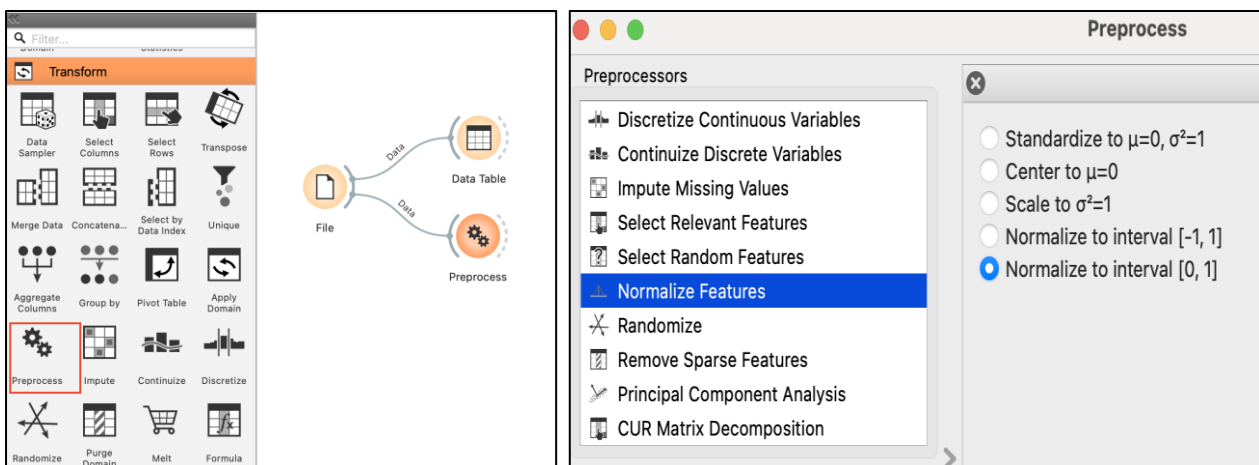 Filter...
Domain Statistics
Transform
Data Sampler
Select Columns
Select Rows
Transpose
Merge Data
Concatena...
Select by Data Index
Unique
Aggregate Columns
Group by
Pivot Table
Apply Domain
Preprocess
Impute
Continuize
Discretize
Randomize
Purge Domain
Melt
Formula
File
Data
Data
Data Table
Preprocess
Preprocess
Preprocessors
Discretize Continuous Variables
Continuize Discrete Variables
Impute Missing Values
Select Relevant Features
Select Random Features
Normalize Features
Randomize
Remove Sparse Features
Principal Component Analysis
CUR Matrix Decomposition
Standardize to μ=0, σ²=1
Center to μ=0
Scale to σ²=1
Normalize to interval [-1, 1]
Normalize to interval [0, 1]